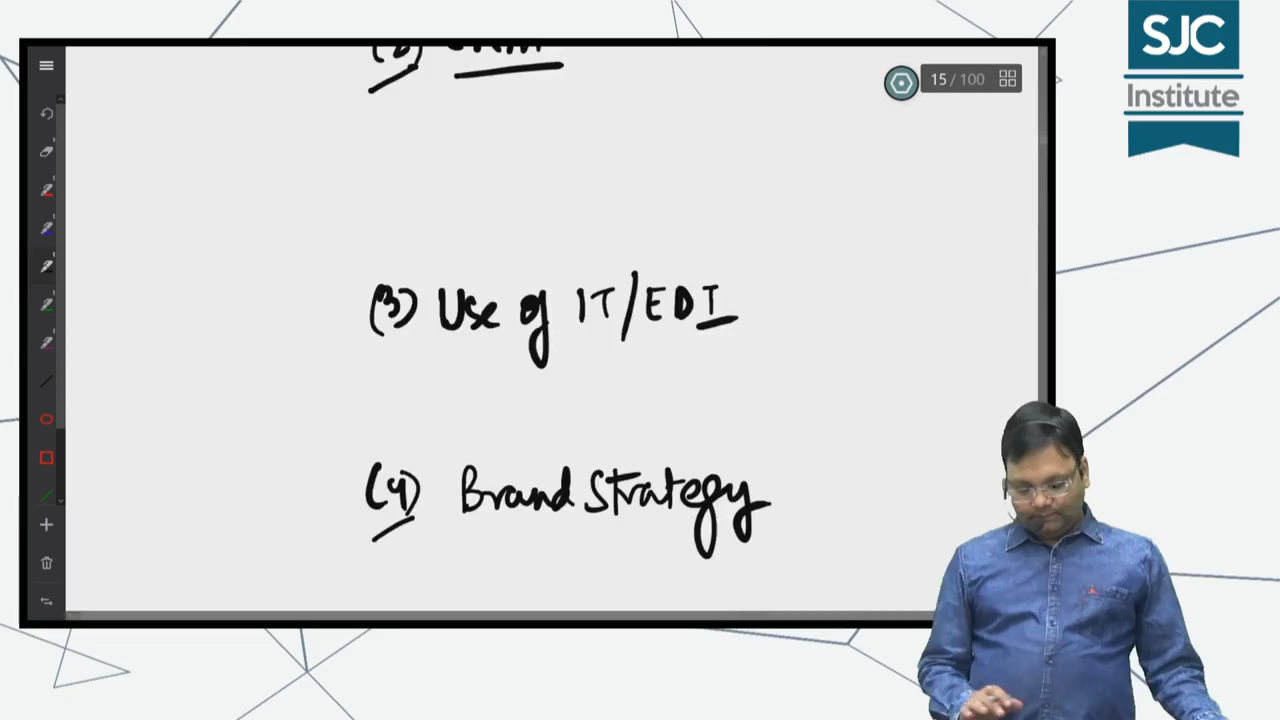 SJC
Institute
15 / 100
(3) Use of IT/EDI
(4) Brand Strategy